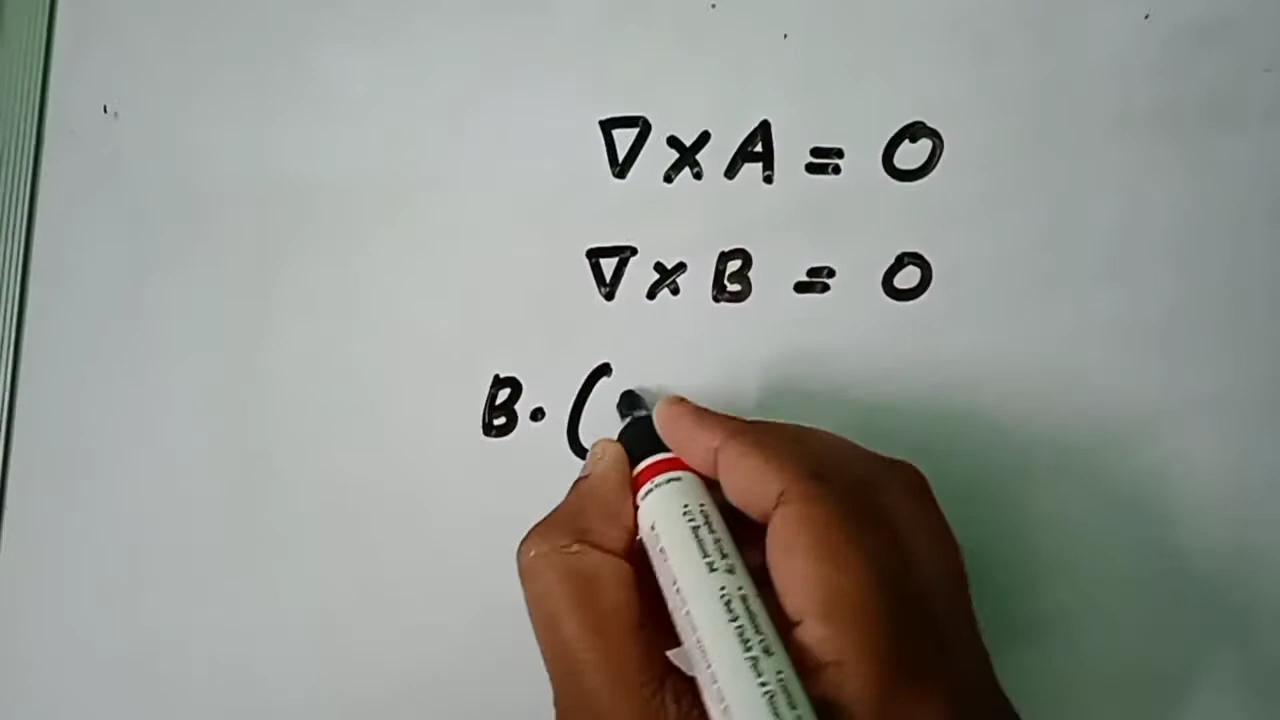 ∇ × A = 0
∇ × B = 0
B · (